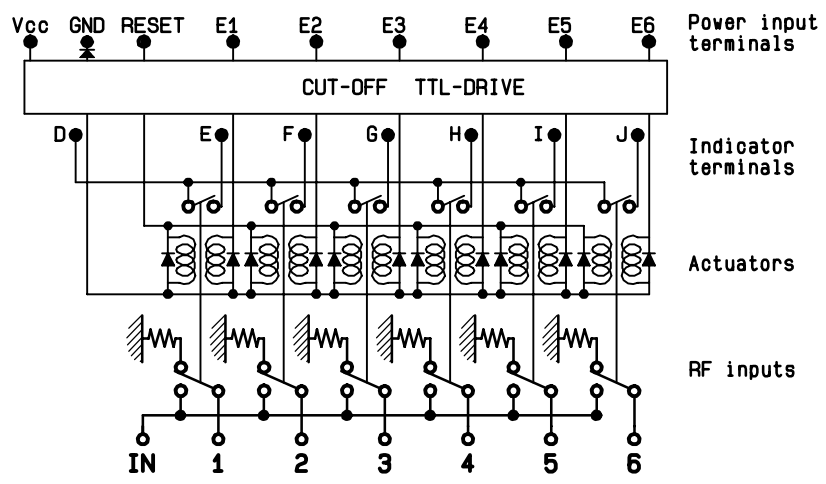 Vcc GND RESET E1 E2 E3 E4 E5 E6 Power input
terminals
CUT-OFF TTL-DRIVE
D E F G H I J Indicator
terminals
Actuators
RF inputs
IN 1 2 3 4 5 6